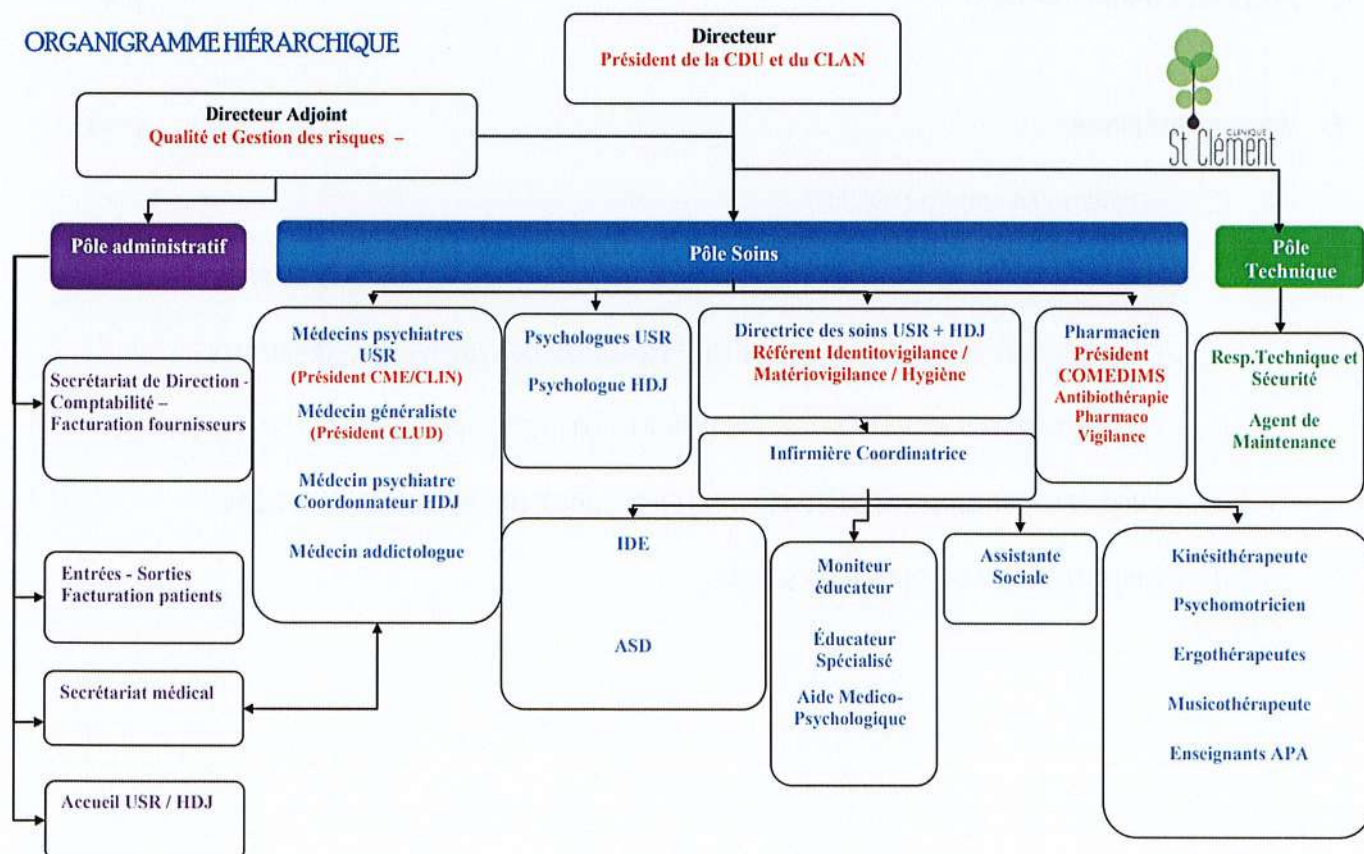 ORGANIGRAMME HIÉRARCHIQUE
Directeur
Président de la CDU et du CLAN
Directeur Adjoint
Qualité et Gestion des risques –
CLINIQUE
St Clément
Pôle administratif
Pôle Soins
Pôle
Technique
Secrétariat de Direction -
Comptabilité –
Facturation fournisseurs
Entrées - Sorties
Facturation patients
Secrétariat médical
Accueil USR / HDJ
Médecins psychiatres
USR
(Président CME/CLIN)
Médecin généraliste
(Président CLUD)
Médecin psychiatre
Coordonnateur HDJ
Médecin addictologue
Psychologues USR
Psychologue HDJ
Directrice des soins USR + HDJ
Référent Identitovigilance /
Matériovigilance / Hygiène
Infirmière Coordinatrice
Pharmacien
Président
COMEDIMS
Antibiothérapie
Pharmaco
Vigilance
Resp.Technique et
Sécurité
Agent de
Maintenance
IDE
ASD
Moniteur
éducateur
Éducateur
Spécialisé
Aide Medico-
Psychologique
Assistante
Sociale
Kinésithérapeute
Psychomotricien
Ergothérapeutes
Musicothérapeute
Enseignants APA